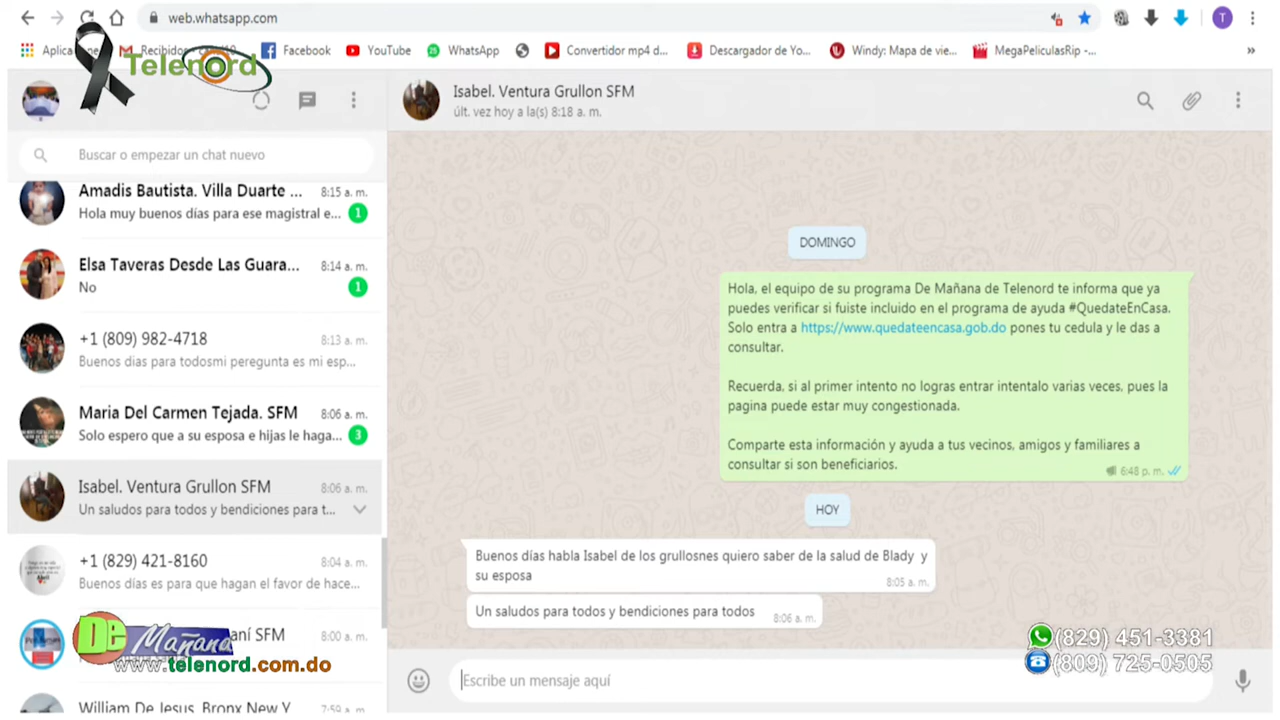 web.whatsapp.com
T
Facebook
YouTube
WhatsApp
Convertidor mp4 d...
Descargador de Yo...
Windy: Mapa de vie...
MegaPeliculasRip -...
»
Telenord
Isabel. Ventura Grullon SFM
últ. vez hoy a la(s) 8:18 a. m.
Buscar o empezar un chat nuevo
Amadis Bautista. Villa Duarte ...
8:15 a. m.
Hola muy buenos días para ese magistral e...
1
Elsa Taveras Desde Las Guara...
8:14 a. m.
No
1
+1 (809) 982-4718
8:13 a. m.
Buenos dias para todosmi peregunta es mi esp...
Maria Del Carmen Tejada. SFM
8:06 a. m.
Solo espero que a su esposa e hijas le haga...
3
Isabel. Ventura Grullon SFM
8:06 a. m.
Un saludos para todos y bendiciones para t...
+1 (829) 421-8160
8:04 a. m.
Buenos días es para que hagan el favor de hace...
SFM
8:00 a. m.
De Mañana
www.telenord.com.do
William De Jesus. Bronx New Y
7:59 a. m.
DOMINGO
Hola, el equipo de su programa De Mañana de Telenord te informa que ya
puedes verificar si fuiste incluido en el programa de ayuda #QuedateEnCasa.
Solo entra a https://www.quedateencasa.gob.do pones tu cedula y le das a
consultar.
Recuerda, si al primer intento no logras entrar intentalo varias veces, pues la
pagina puede estar muy congestionada.
Comparte esta información y ayuda a tus vecinos, amigos y familiares a
consultar si son beneficiarios.
6:48 p. m.
HOY
Buenos días habla Isabel de los grullosnes quiero saber de la salud de Blady y
su esposa
8:05 a. m.
Un saludos para todos y bendiciones para todos
8:06 a. m.
(829) 451-3381
(809) 725-0505
Escribe un mensaje aquí